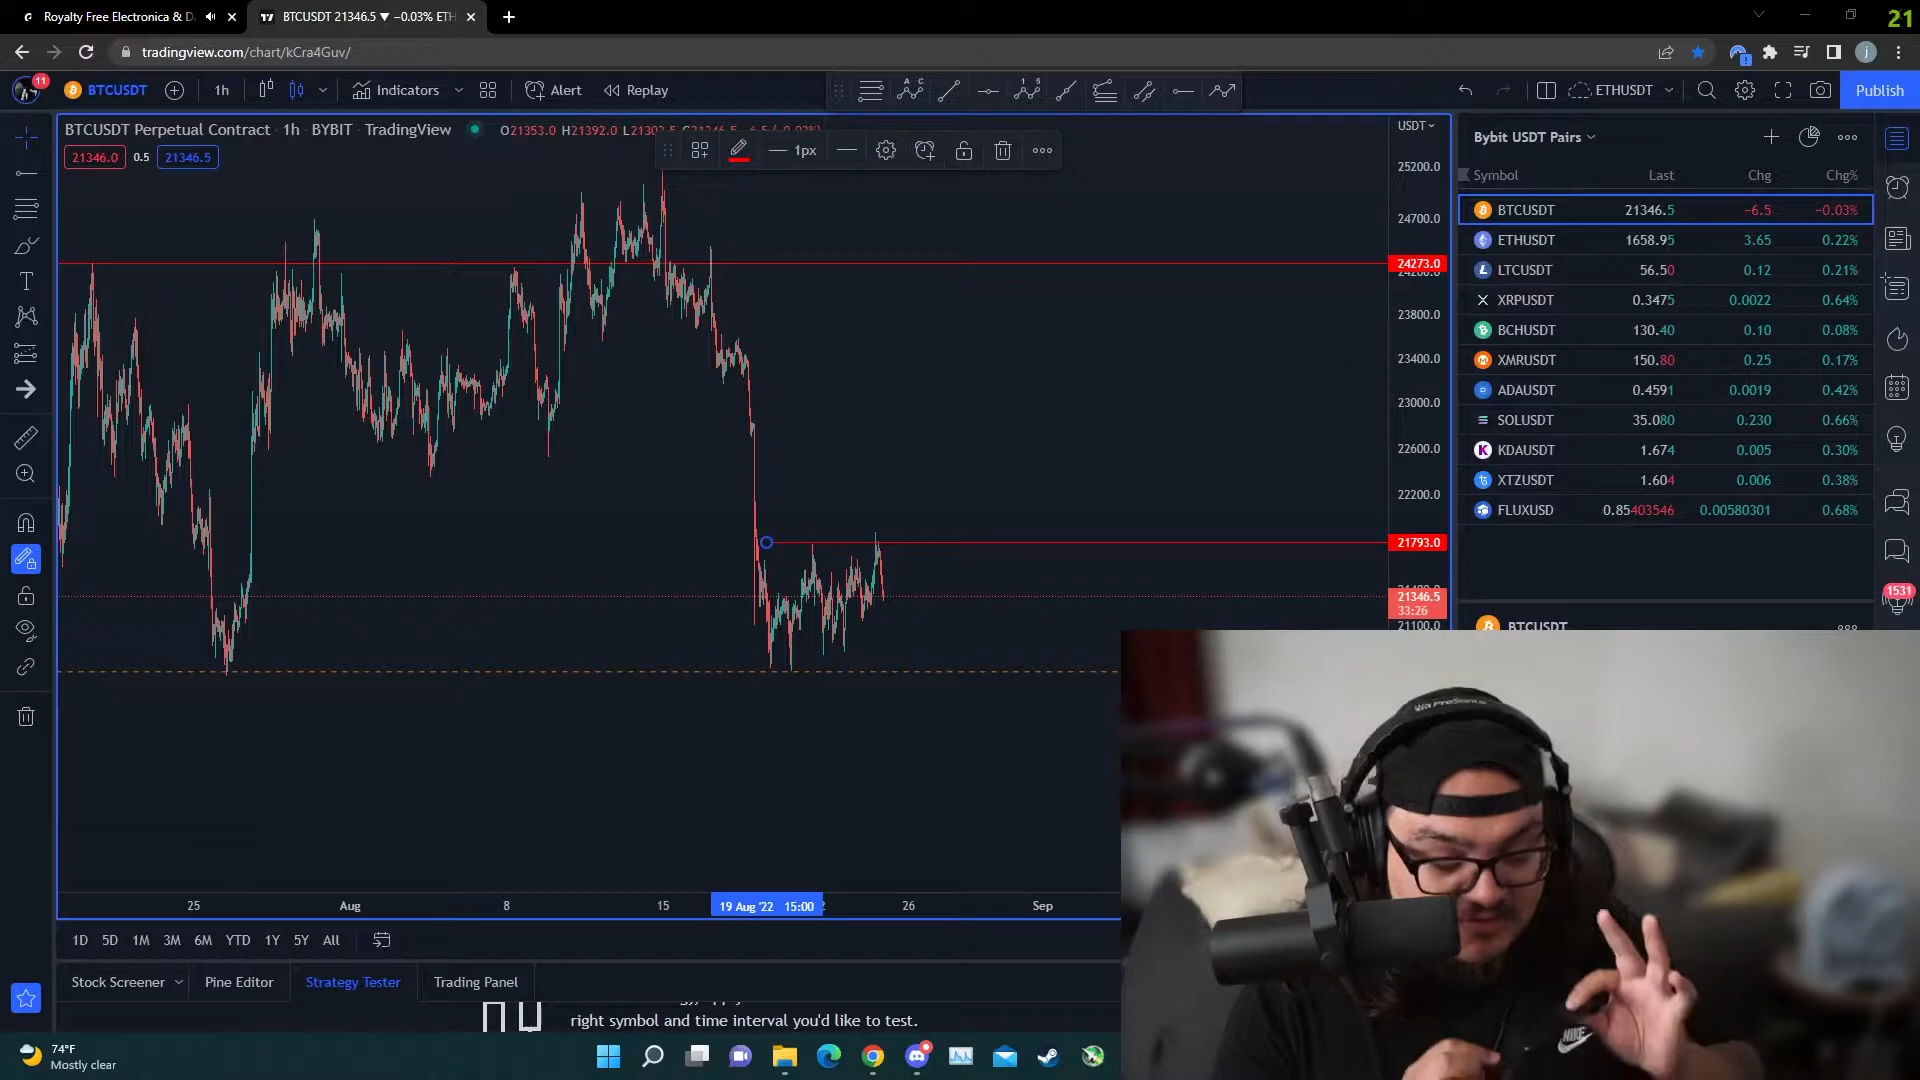 Royalty Free Electronica & D
BTCUSDT 21346.5 ▼ −0.03% ETH
21
tradingview.com/chart/kCra4Guv/
11
BTCUSDT
1h
Indicators
Alert
Replay
ETHUSDT
Publish
BTCUSDT Perpetual Contract · 1h · BYBIT · TradingView
O21353.0 H21392.0
21346.0
0.5
21346.5
1px
USDT
25200.0
24700.0
24273.0
23800.0
23400.0
23000.0
22600.0
22200.0
21793.0
21346.5
33:26
21100.0
25
Aug
8
15
19 Aug '22 15:00
26
Sep
Bybit USDT Pairs
Symbol Last Chg Chg%
BTCUSDT 21346.5 −6.5 −0.03%
ETHUSDT 1658.95 3.65 0.22%
LTCUSDT 56.50 0.12 0.21%
XRPUSDT 0.3475 0.0022 0.64%
BCHUSDT 130.40 0.10 0.08%
XMRUSDT 150.80 0.25 0.17%
ADAUSDT 0.4591 0.0019 0.42%
SOLUSDT 35.080 0.230 0.66%
KDAUSDT 1.674 0.005 0.30%
XTZUSDT 1.604 0.006 0.38%
FLUXUSD 0.85403546 0.00580301 0.68%
1531
BTCUSDT
1D 5D 1M 3M 6M YTD 1Y 5Y All
Stock Screener
Pine Editor
Strategy Tester
Trading Panel
right symbol and time interval you'd like to test.
NIKE
74°F
Mostly clear